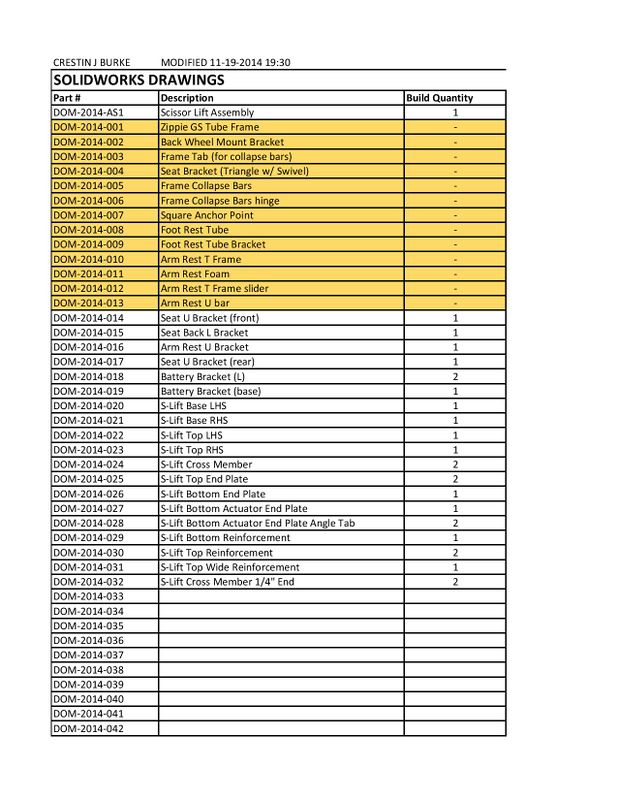 CRESTIN J BURKE MODIFIED 11-19-2014 19:30
SOLIDWORKS DRAWINGS
Part # Description Build Quantity
DOM-2014-AS1 Scissor Lift Assembly 1
DOM-2014-001 Zippie GS Tube Frame -
DOM-2014-002 Back Wheel Mount Bracket -
DOM-2014-003 Frame Tab (for collapse bars) -
DOM-2014-004 Seat Bracket (Triangle w/ Swivel) -
DOM-2014-005 Frame Collapse Bars -
DOM-2014-006 Frame Collapse Bars hinge -
DOM-2014-007 Square Anchor Point -
DOM-2014-008 Foot Rest Tube -
DOM-2014-009 Foot Rest Tube Bracket -
DOM-2014-010 Arm Rest T Frame -
DOM-2014-011 Arm Rest Foam -
DOM-2014-012 Arm Rest T Frame slider -
DOM-2014-013 Arm Rest U bar -
DOM-2014-014 Seat U Bracket (front) 1
DOM-2014-015 Seat Back L Bracket 1
DOM-2014-016 Arm Rest U Bracket 1
DOM-2014-017 Seat U Bracket (rear) 1
DOM-2014-018 Battery Bracket (L) 2
DOM-2014-019 Battery Bracket (base) 1
DOM-2014-020 S-Lift Base LHS 1
DOM-2014-021 S-Lift Base RHS 1
DOM-2014-022 S-Lift Top LHS 1
DOM-2014-023 S-Lift Top RHS 1
DOM-2014-024 S-Lift Cross Member 2
DOM-2014-025 S-Lift Top End Plate 2
DOM-2014-026 S-Lift Bottom End Plate 1
DOM-2014-027 S-Lift Bottom Actuator End Plate 1
DOM-2014-028 S-Lift Bottom Actuator End Plate Angle Tab 2
DOM-2014-029 S-Lift Bottom Reinforcement 1
DOM-2014-030 S-Lift Top Reinforcement 2
DOM-2014-031 S-Lift Top Wide Reinforcement 1
DOM-2014-032 S-Lift Cross Member 1/4" End 2
DOM-2014-033
DOM-2014-034
DOM-2014-035
DOM-2014-036
DOM-2014-037
DOM-2014-038
DOM-2014-039
DOM-2014-040
DOM-2014-041
DOM-2014-042